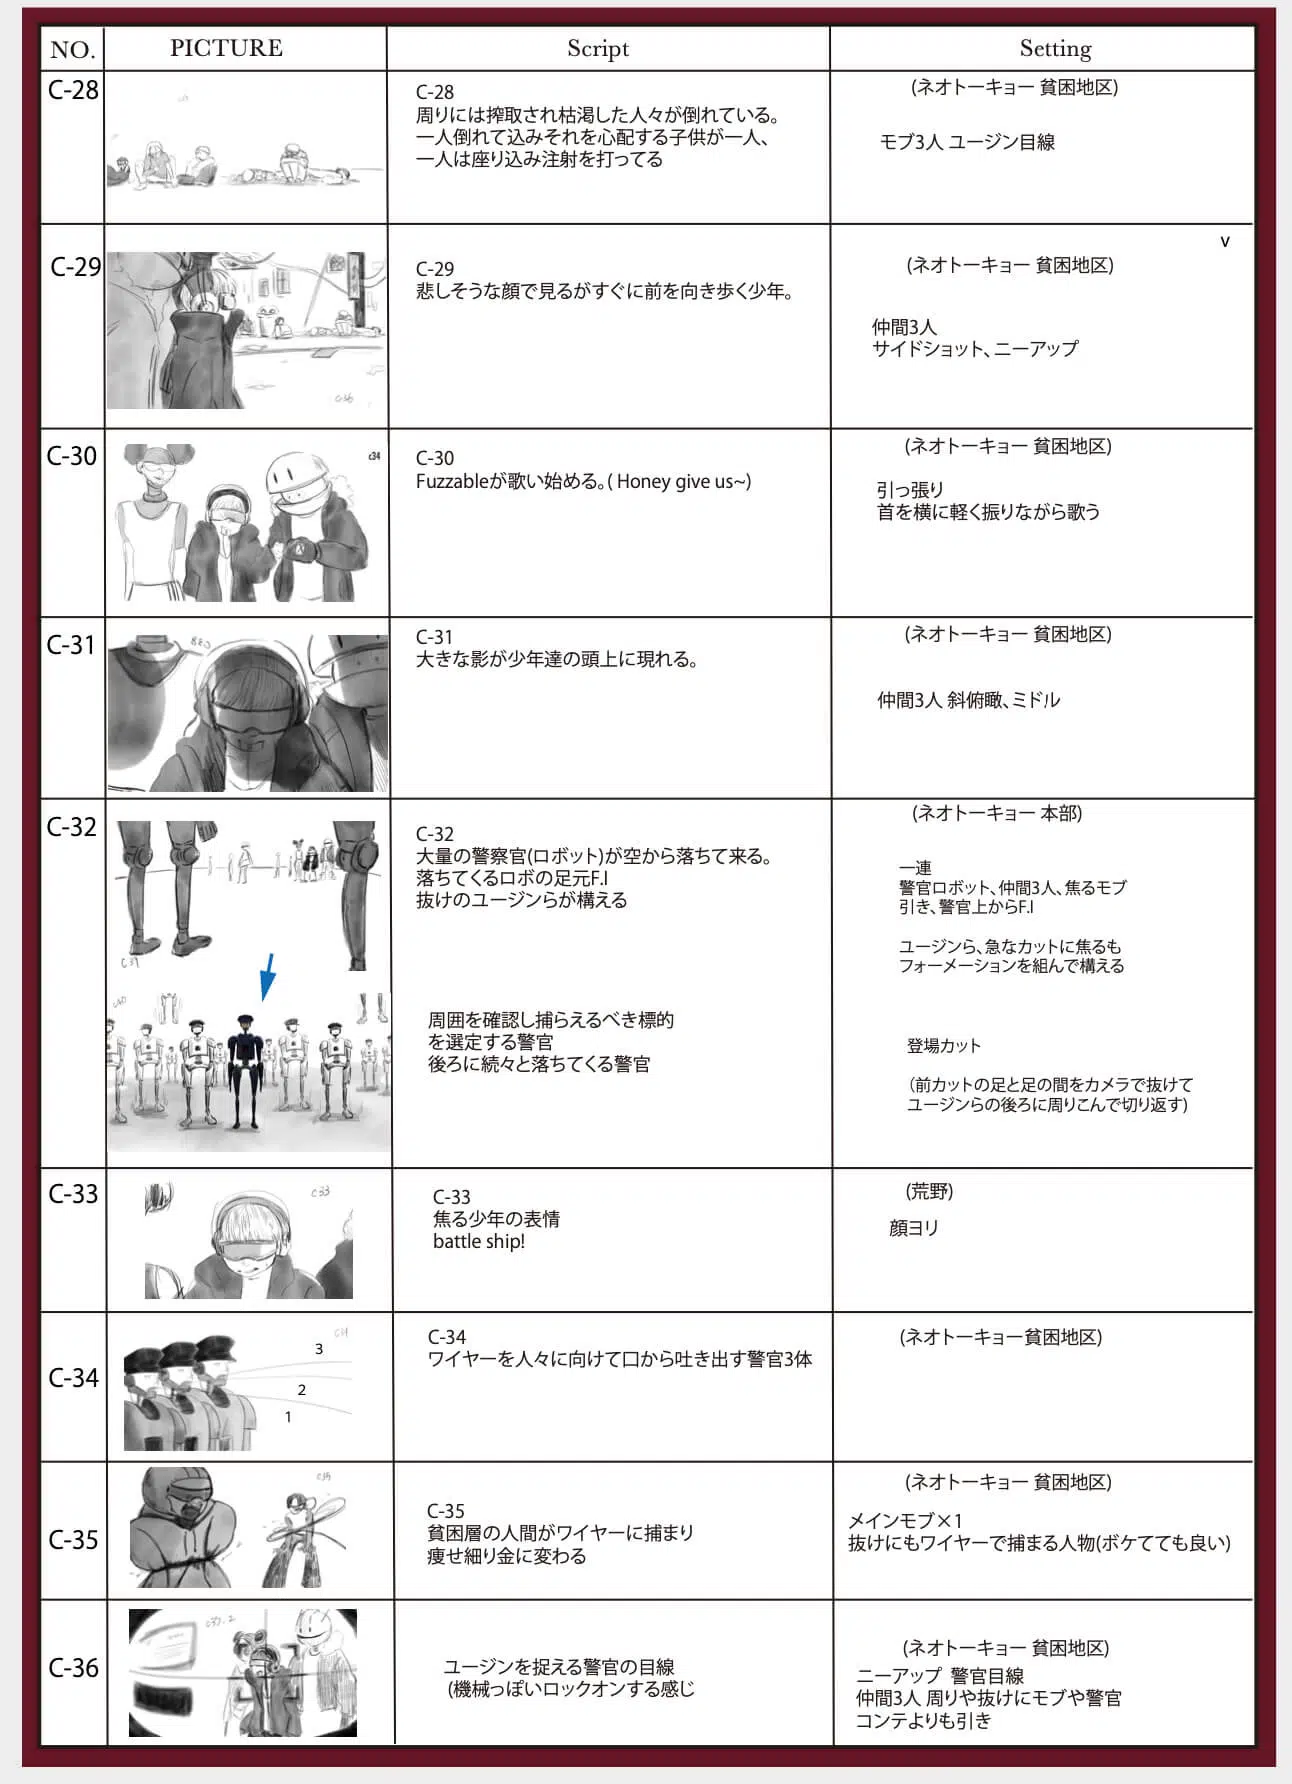 NO. PICTURE Script Setting
C-28
C-28
周りには搾取され枯渇した人々が倒れている。
一人倒れて込みそれを心配する子供が一人、
一人は座り込み注射を打ってる
(ネオトーキョー 貧困地区)
モブ3人 ユージン目線
C-29
C-29
悲しそうな顔で見るがすぐに前を向き歩く少年。
v
(ネオトーキョー 貧困地区)
仲間3人
サイドショット、ニーアップ
C-30
c34
C-30
Fuzzableが歌い始める。( Honey give us~)
(ネオトーキョー 貧困地区)
引っ張り
首を横に軽く振りながら歌う
C-31
C-31
大きな影が少年達の頭上に現れる。
(ネオトーキョー 貧困地区)
仲間3人 斜俯瞰、ミドル
C-32
C39
C40
C-32
大量の警察官(ロボット)が空から落ちて来る。
落ちてくるロボの足元F.I
抜けのユージンらが構える
周囲を確認し捕らえるべき標的
を選定する警官
後ろに続々と落ちてくる警官
(ネオトーキョー 本部)
一連
警官ロボット、仲間3人、焦るモブ
引き、警官上からF.I
ユージンら、急なカットに焦るも
フォーメーションを組んで構える
登場カット
(前カットの足と足の間をカメラで抜けて
ユージンらの後ろに周りこんで切り返す)
C-33
C33
C-33
焦る少年の表情
battle ship!
(荒野)
顔ヨリ
C-34
3
2
1
C-34
ワイヤーを人々に向けて口から吐き出す警官3体
(ネオトーキョー貧困地区)
C-35
C-35
貧困層の人間がワイヤーに捕まり
痩せ細り金に変わる
(ネオトーキョー 貧困地区)
メインモブ×1
抜けにもワイヤーで捕まる人物(ボケてても良い)
C-36
ユージンを捉える警官の目線
(機械っぽいロックオンする感じ
(ネオトーキョー 貧困地区)
ニーアップ 警官目線
仲間3人 周りや抜けにモブや警官
コンテよりも引き